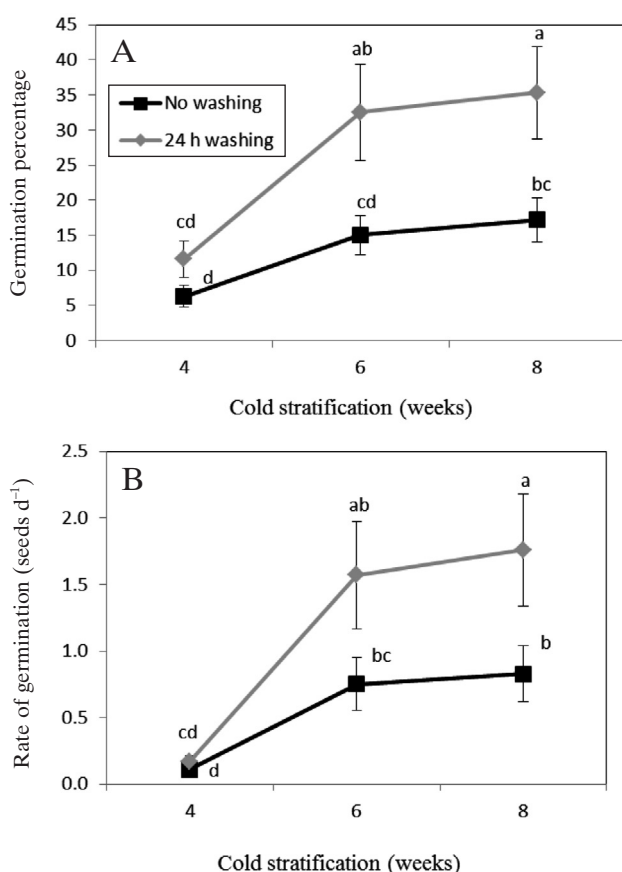 A
Germination percentage
45
40
35
30
25
20
15
10
5
0
No washing
24 h washing
cd
d
ab
cd
a
bc
4 6 8
Cold stratification (weeks)
B
Rate of germination (seeds d⁻¹)
2.5
2.0
1.5
1.0
0.5
0.0
cd
d
ab
bc
a
b
4 6 8
Cold stratification (weeks)